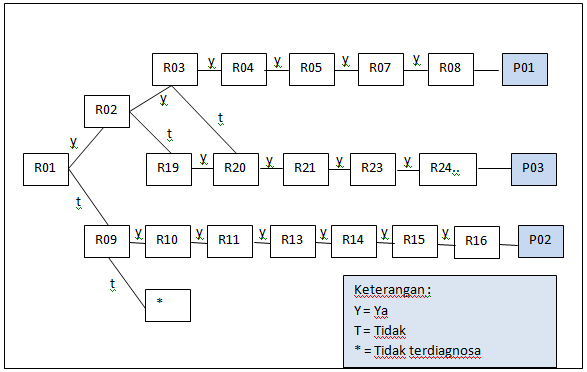 R03 y R04 y R05 y R07 y R08 P01
R02 y t
y t
R01 R19 y R20 y R21 y R23 y R24.. P03
t
R09 y R10 y R11 y R13 y R14 y R15 y R16 P02
t
*
Keterangan:
Y = Ya
T = Tidak
* = Tidak terdiagnosa